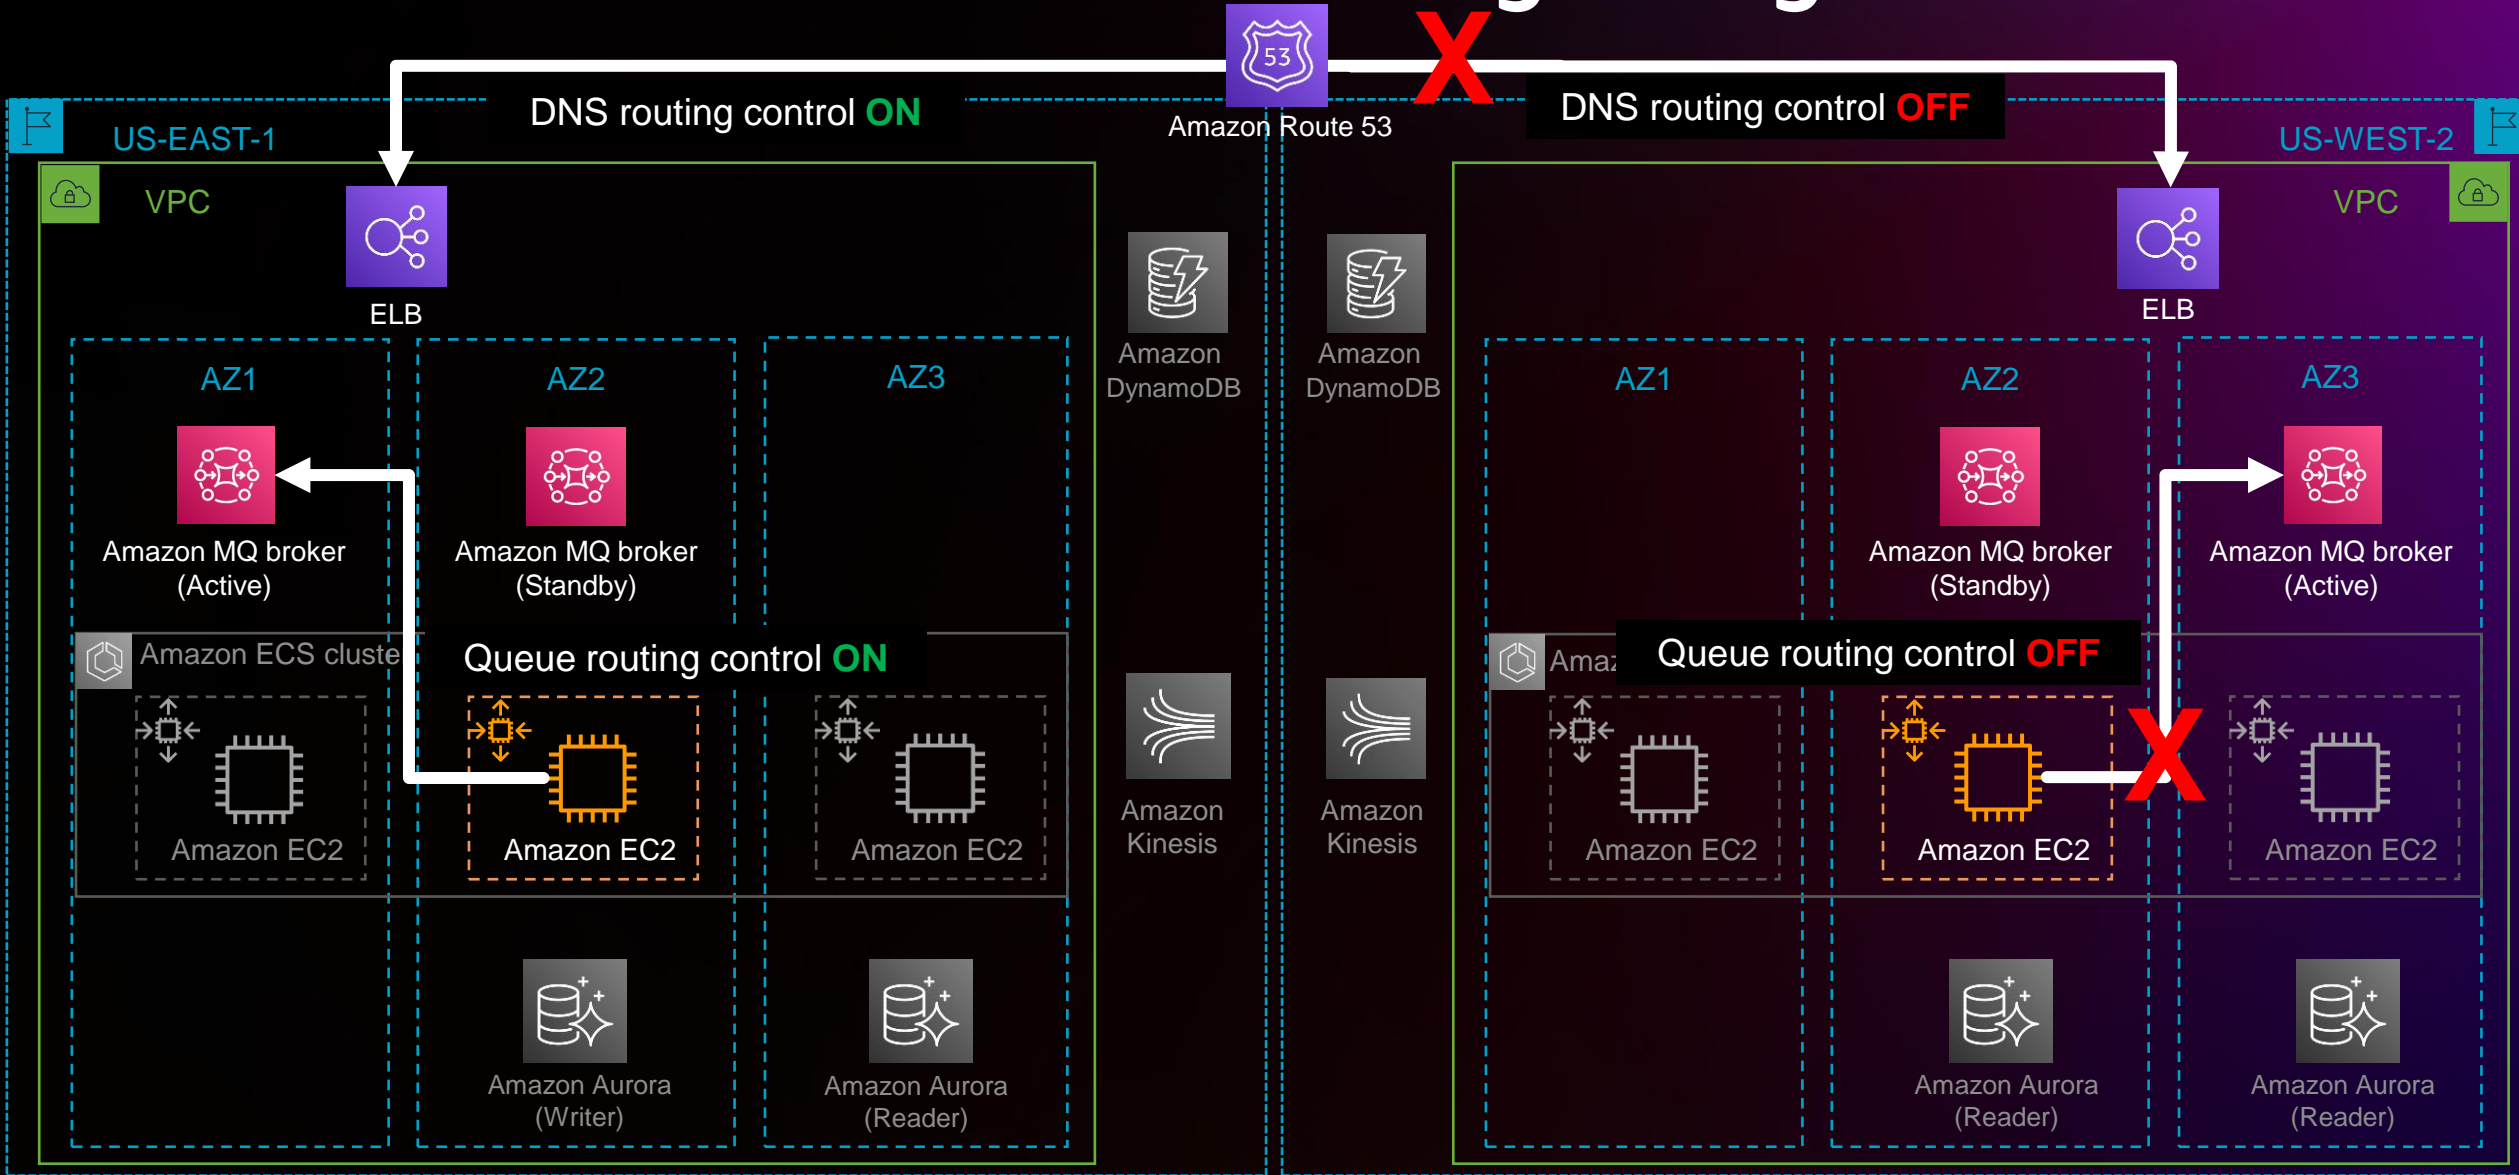 53
Amazon Route 53
DNS routing control ON
DNS routing control OFF
US-EAST-1
VPC
ELB
AZ1
AZ2
AZ3
Amazon MQ broker
(Active)
Amazon MQ broker
(Standby)
Queue routing control ON
Amazon EC2
Amazon EC2
Amazon EC2
Amazon Aurora
(Writer)
Amazon Aurora
(Reader)
Amazon
DynamoDB
Amazon
DynamoDB
Amazon
Kinesis
Amazon
Kinesis
US-WEST-2
VPC
ELB
AZ1
AZ2
AZ3
Amazon MQ broker
(Standby)
Amazon MQ broker
(Active)
Amazon ECS
Queue routing control OFF
Amazon EC2
Amazon EC2
Amazon EC2
Amazon Aurora
(Reader)
Amazon Aurora
(Reader)